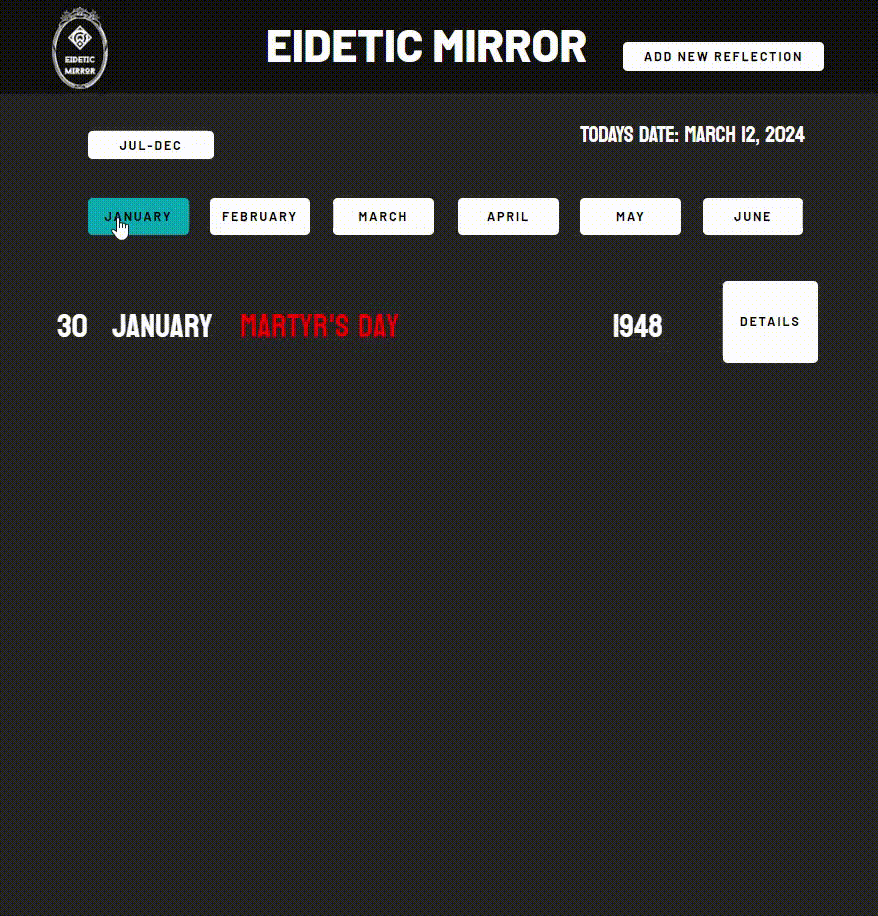 EIDETIC
MIRROR
EIDETIC MIRROR
ADD NEW REFLECTION
TODAYS DATE: MARCH 12, 2024
JUL-DEC
JANUARY
FEBRUARY
MARCH
APRIL
MAY
JUNE
30 JANUARY MARTYR'S DAY 1948 DETAILS